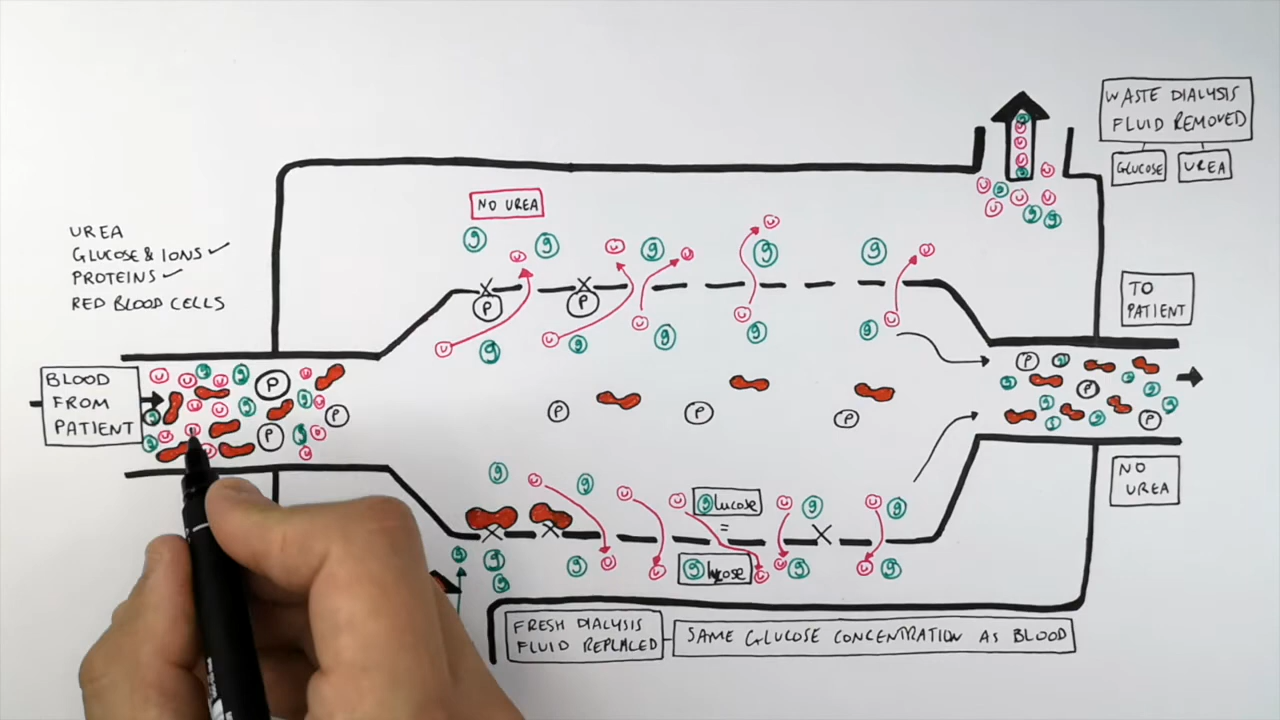 WASTE DIALYSIS
FLUID REMOVED
GLUCOSE
UREA
NO UREA
UREA
GLUCOSE & IONS ✓
PROTEINS ✓
RED BLOOD CELLS
TO
PATIENT
BLOOD
FROM
PATIENT
NO
UREA
glucose
=
glucose
FRESH DIALYSIS
FLUID REPLACED
SAME GLUCOSE CONCENTRATION AS BLOOD